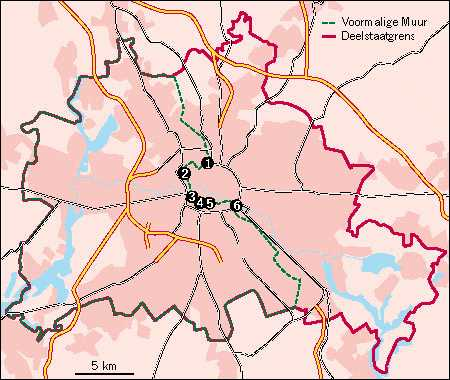 Voormalige Muur
Deelstaatgrens
1
2
3 4 5 6
5 km